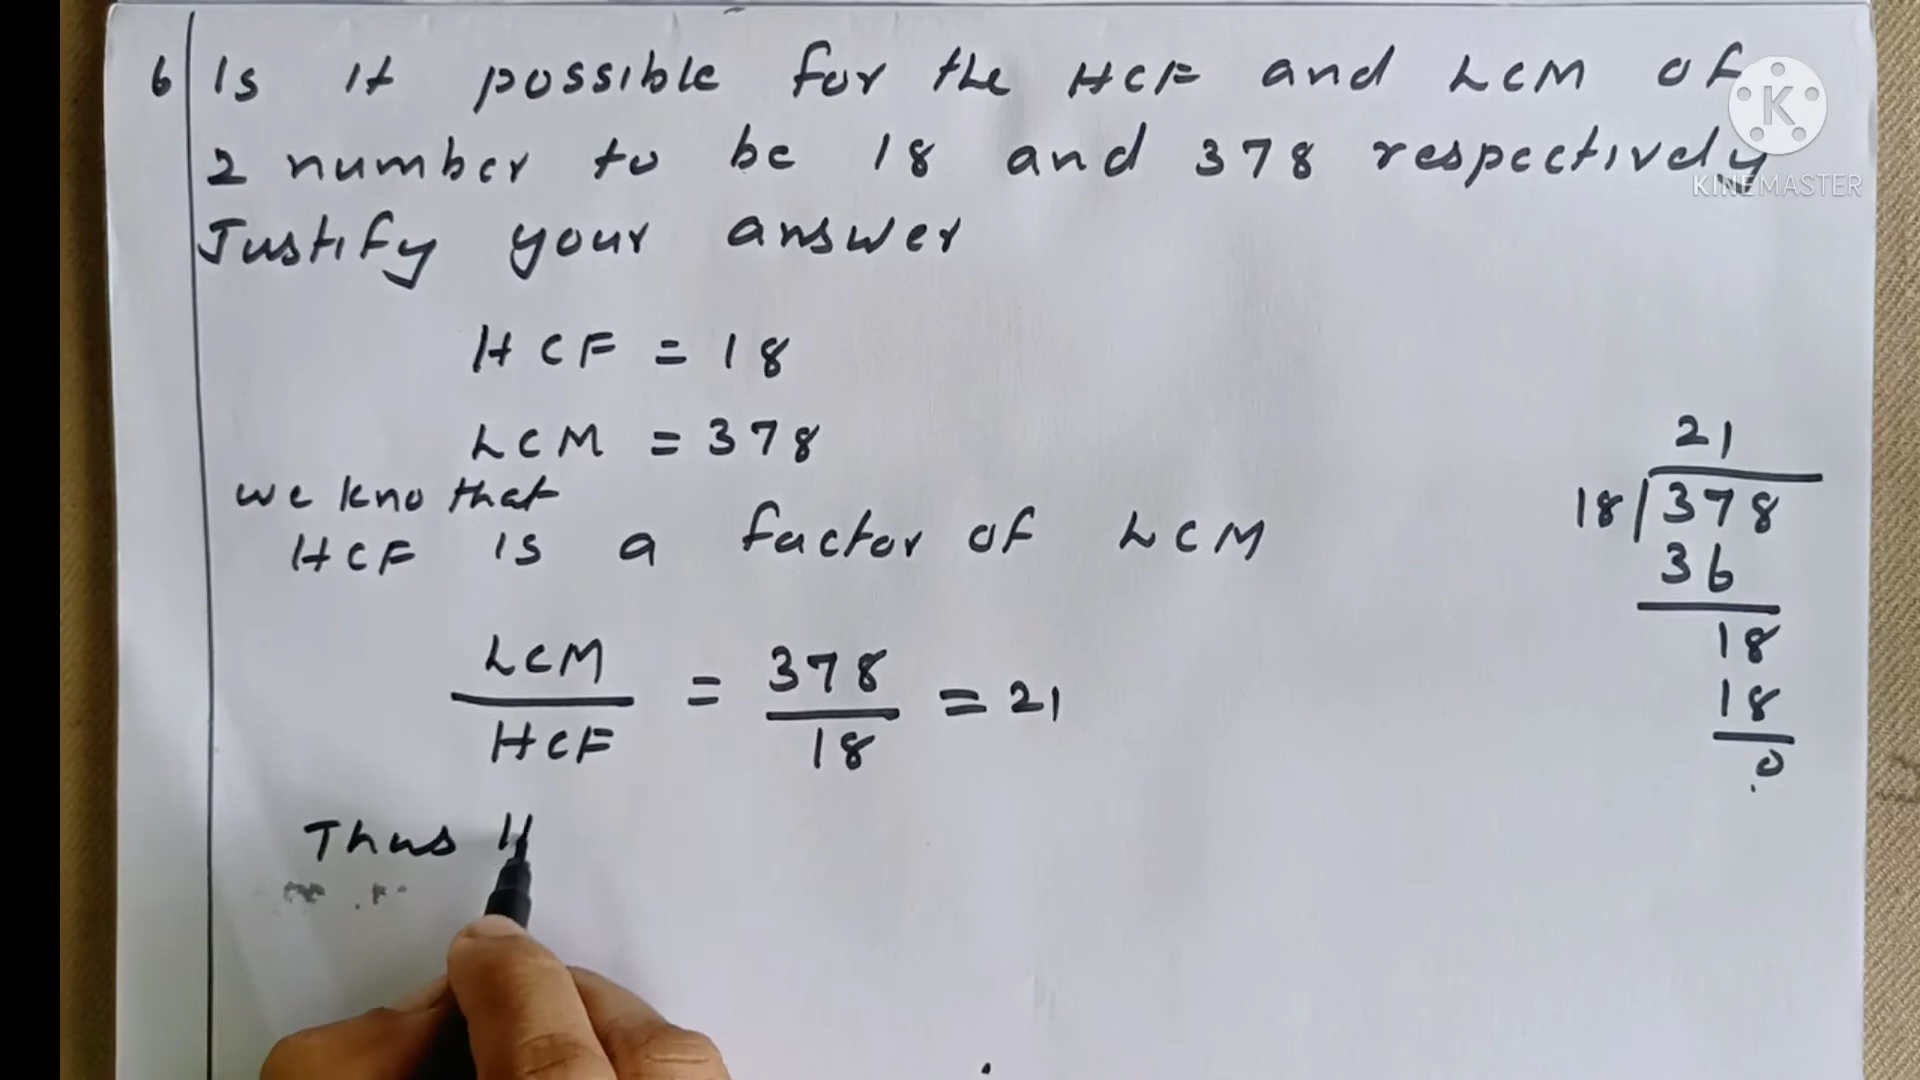 6 Is it possible for the HCF and LCM of
2 number to be 18 and 378 respectively
Justify your answer
HCF = 18
LCM = 378
we kno that
HCF is a factor of LCM
LCM / HCF = 378 / 18 = 21
Thus H
21
18 378
36
18
18
0
K
KINEMASTER